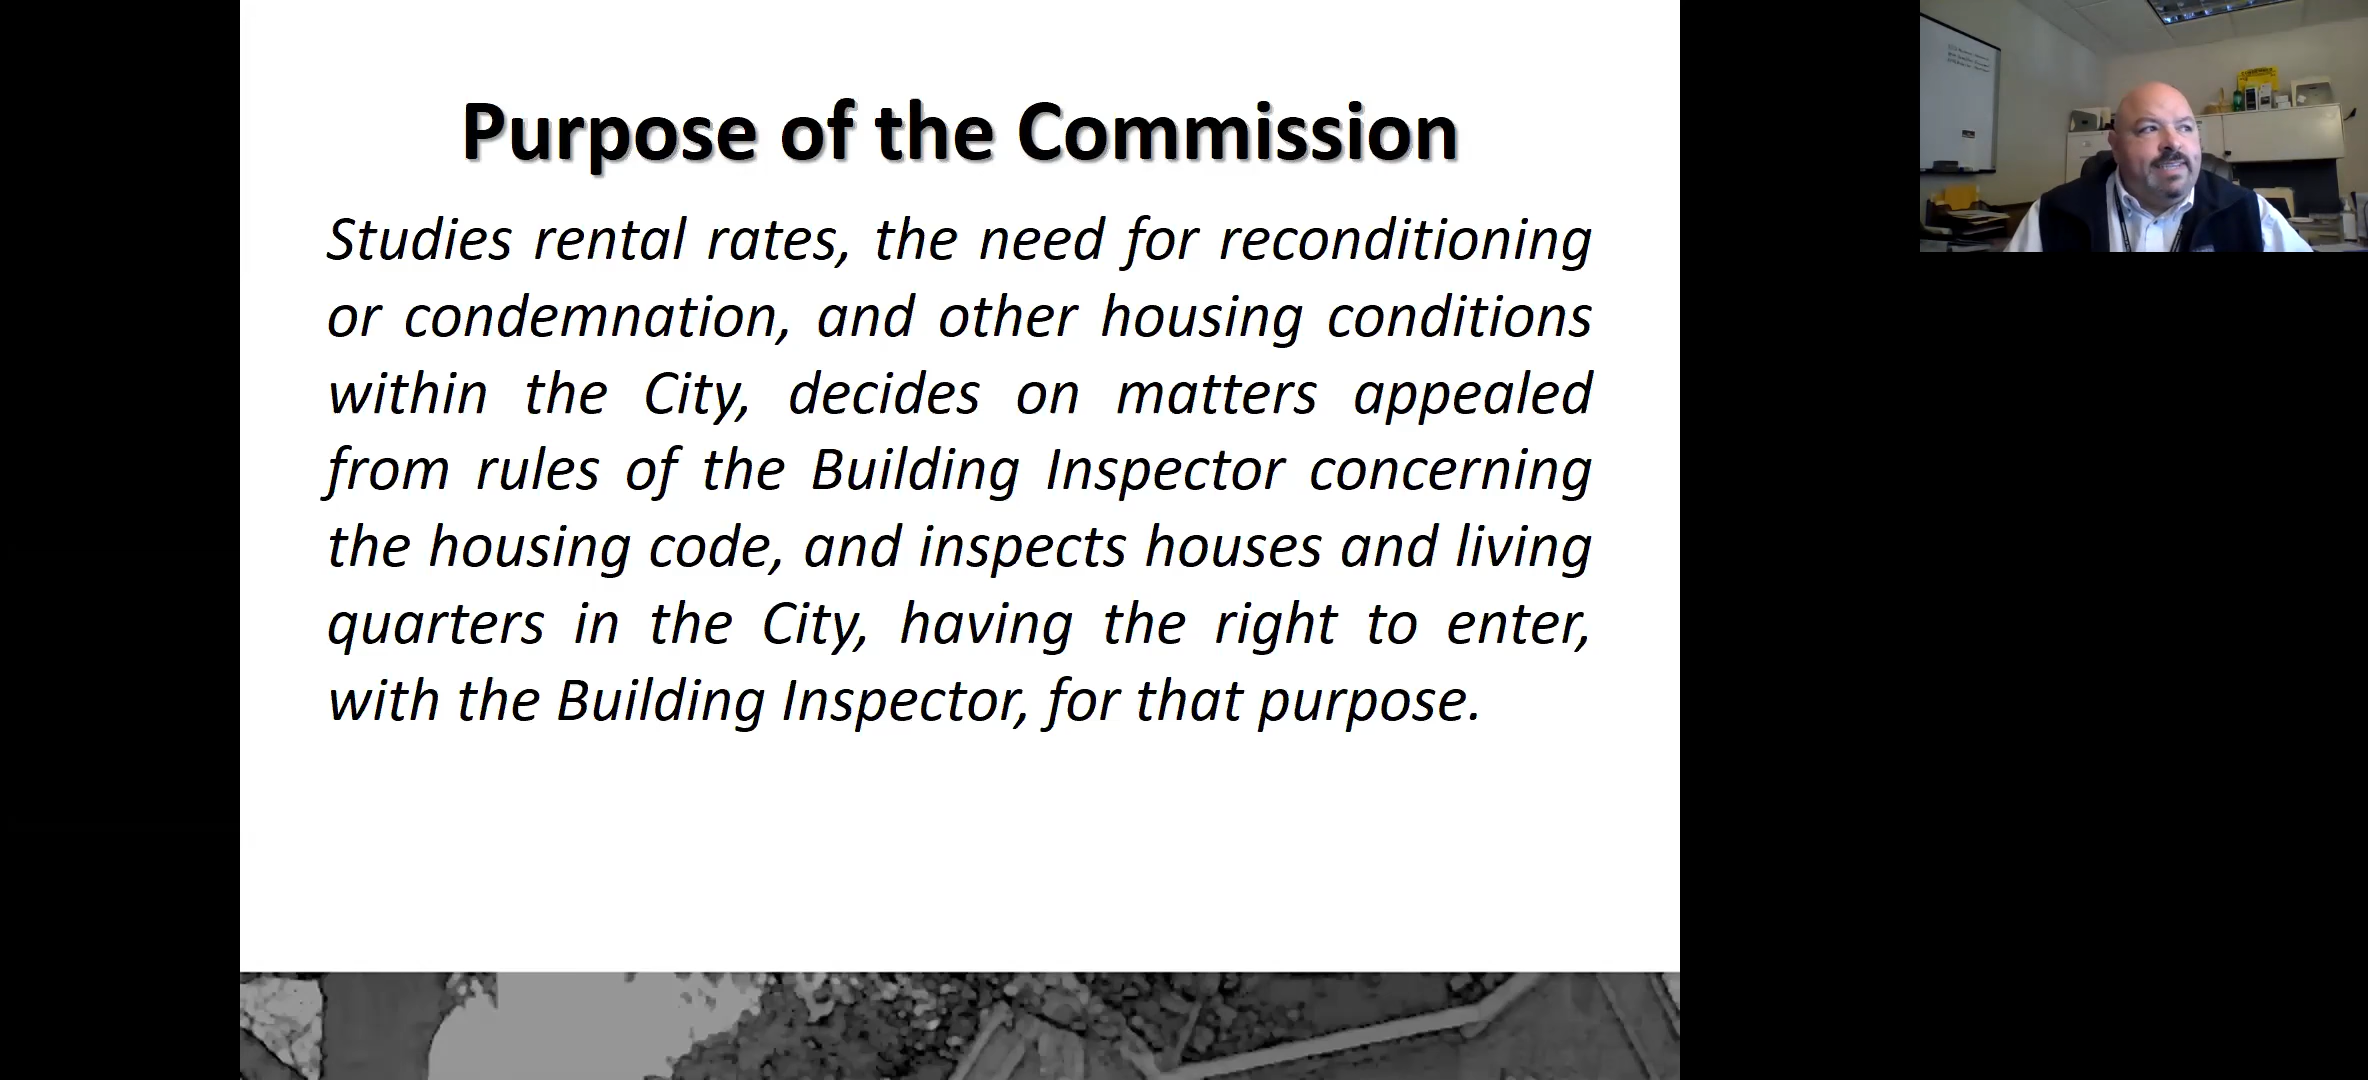 Purpose of the Commission
Studies rental rates, the need for reconditioning
or condemnation, and other housing conditions
within the City, decides on matters appealed
from rules of the Building Inspector concerning
the housing code, and inspects houses and living
quarters in the City, having the right to enter,
with the Building Inspector, for that purpose.